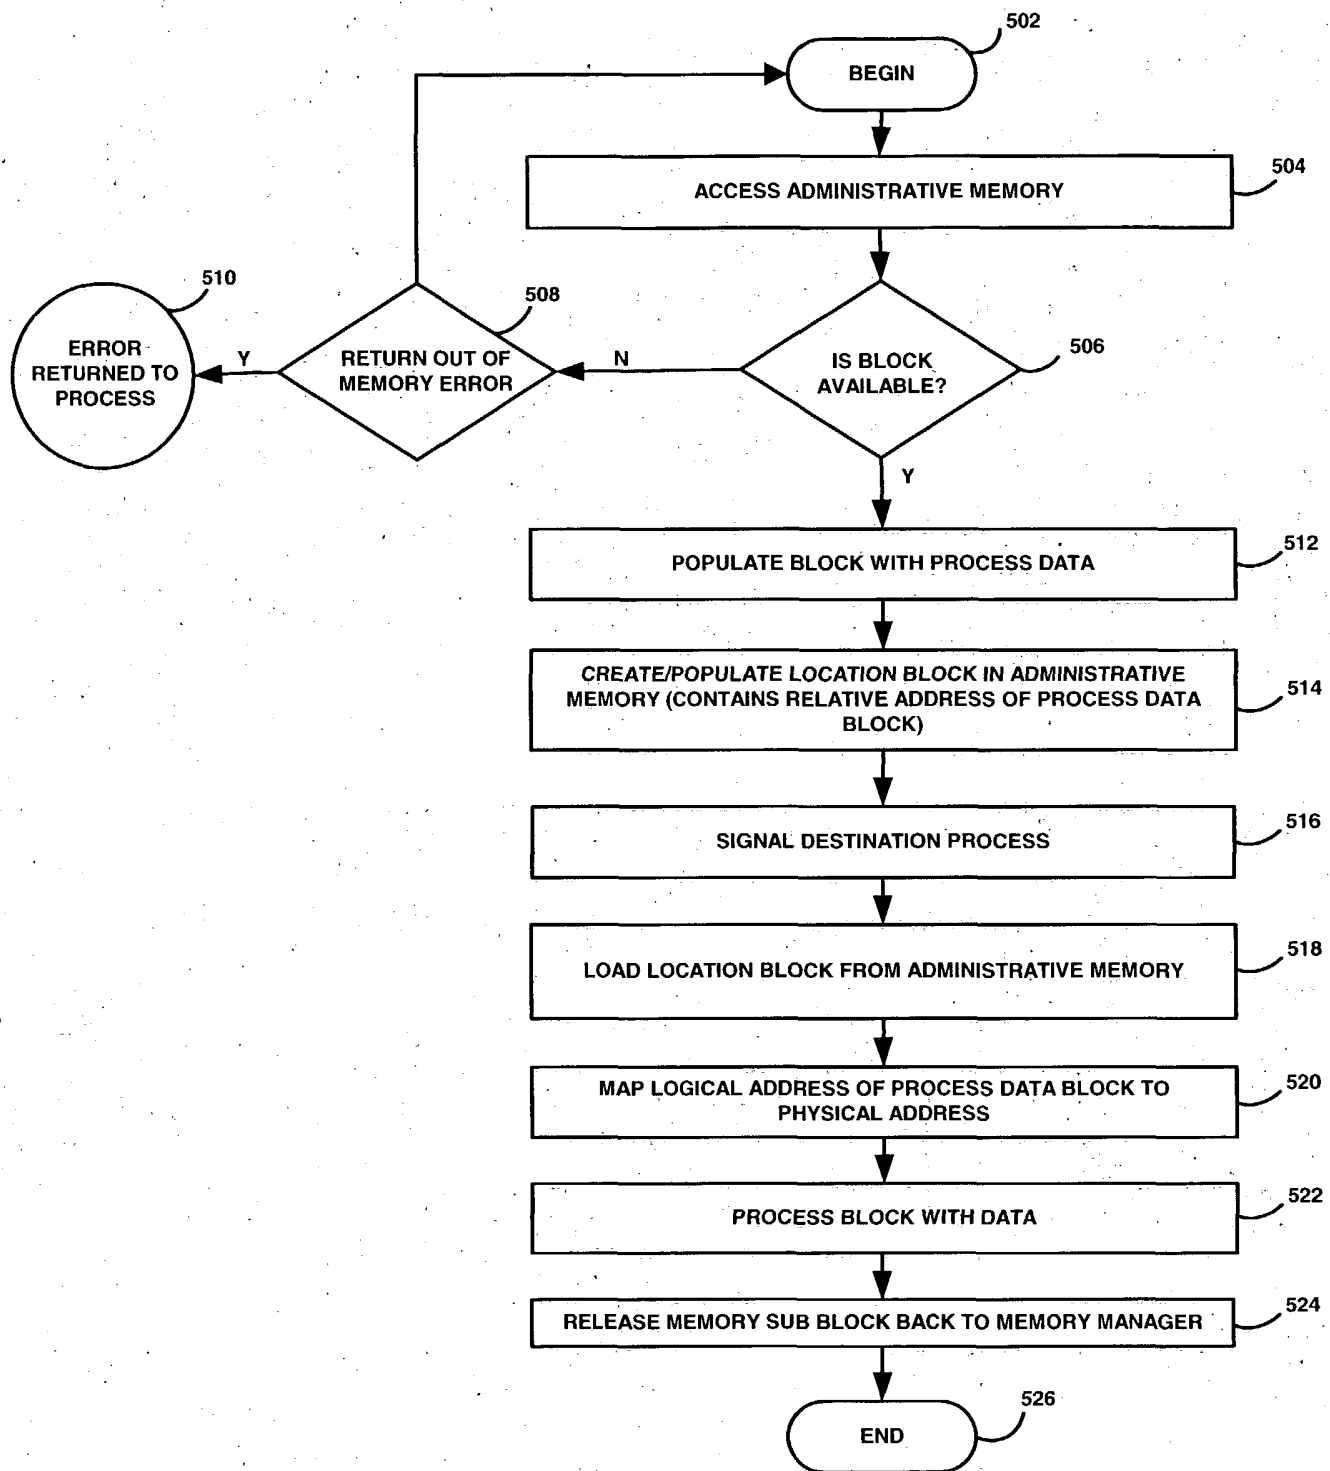 502
BEGIN
504
ACCESS ADMINISTRATIVE MEMORY
510
508
506
ERROR
RETURNED TO
PROCESS
Y
RETURN OUT OF
MEMORY ERROR
N
IS BLOCK
AVAILABLE?
Y
512
POPULATE BLOCK WITH PROCESS DATA
514
CREATE/POPULATE LOCATION BLOCK IN ADMINISTRATIVE
MEMORY (CONTAINS RELATIVE ADDRESS OF PROCESS DATA
BLOCK)
516
SIGNAL DESTINATION PROCESS
518
LOAD LOCATION BLOCK FROM ADMINISTRATIVE MEMORY
520
MAP LOGICAL ADDRESS OF PROCESS DATA BLOCK TO
PHYSICAL ADDRESS
522
PROCESS BLOCK WITH DATA
524
RELEASE MEMORY SUB BLOCK BACK TO MEMORY MANAGER
526
END